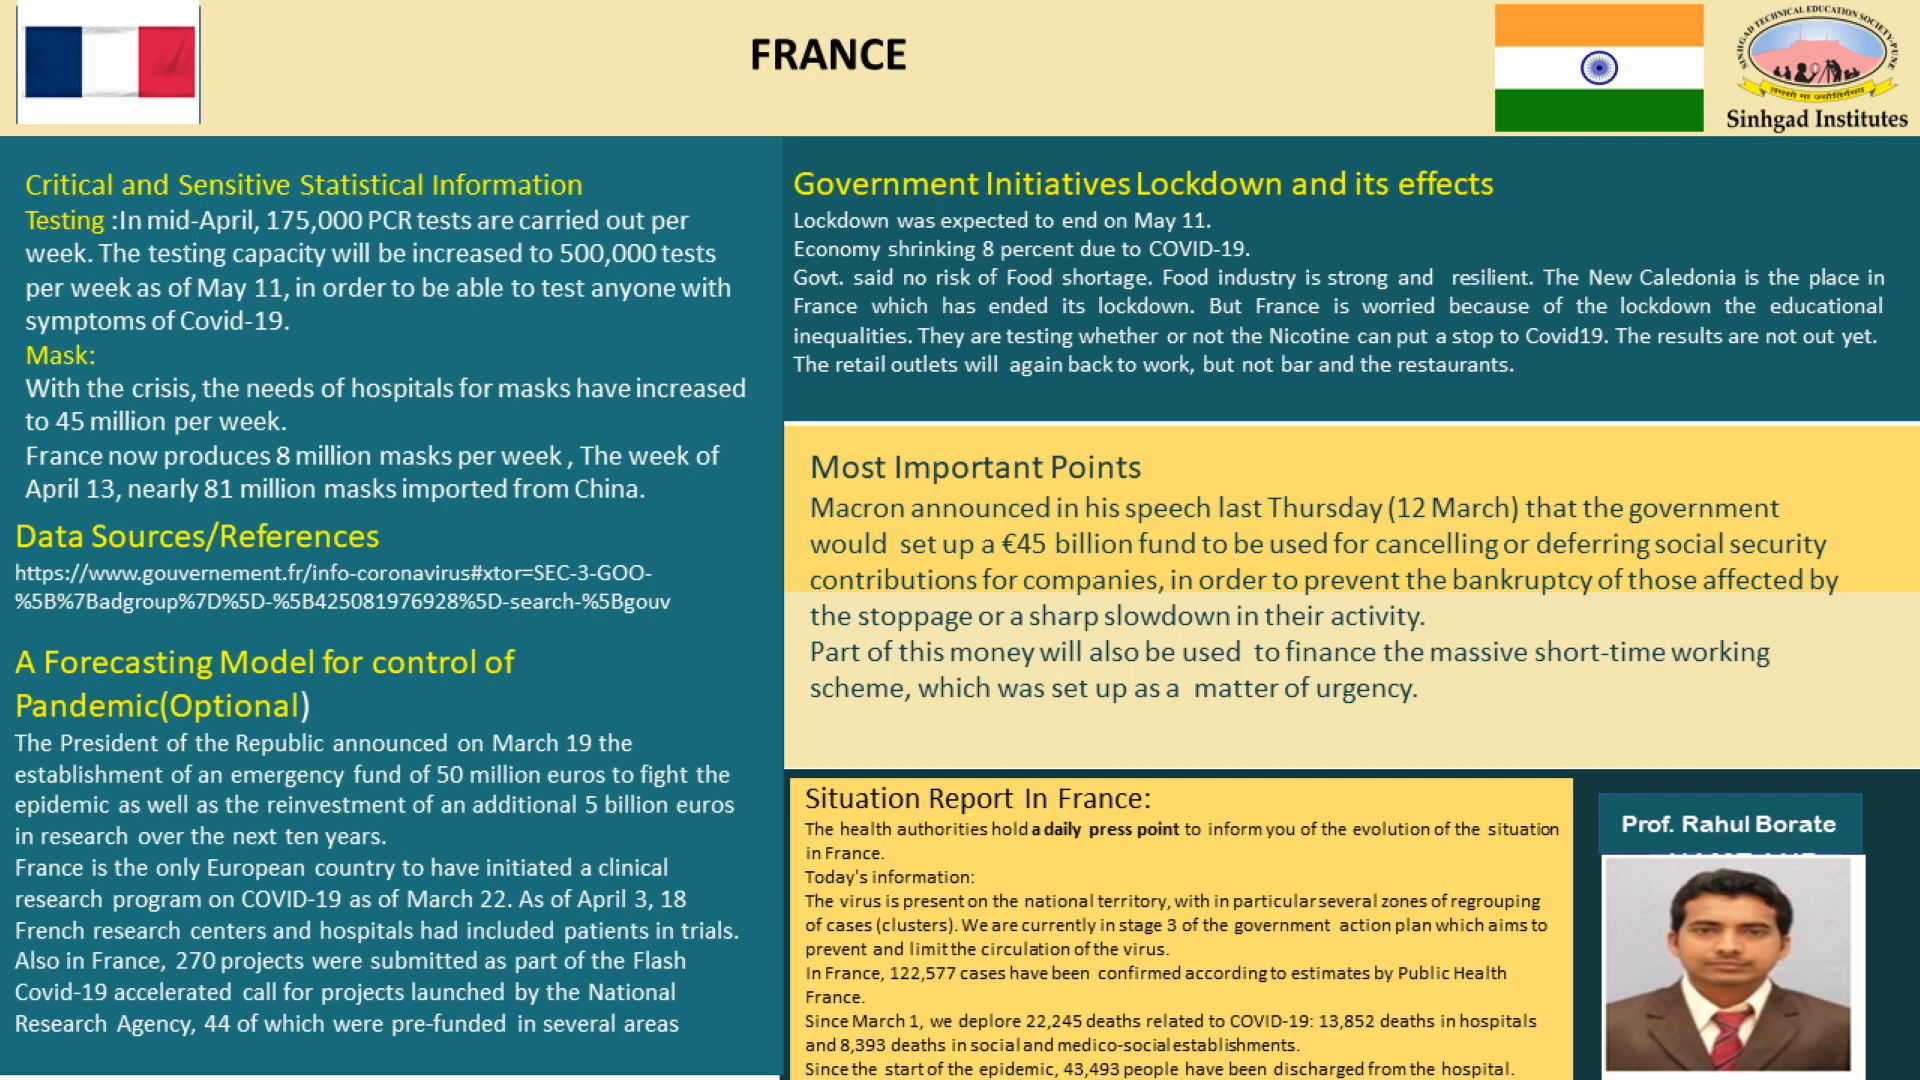 FRANCE
SINHGAD TECHNICAL EDUCATION SOCIETY-PUNE
तमसो मा ज्योतिर्गमय
Sinhgad Institutes
Critical and Sensitive Statistical Information
Testing :In mid-April, 175,000 PCR tests are carried out per
week. The testing capacity will be increased to 500,000 tests
per week as of May 11, in order to be able to test anyone with
symptoms of Covid-19.
Mask:
With the crisis, the needs of hospitals for masks have increased
to 45 million per week.
France now produces 8 million masks per week , The week of
April 13, nearly 81 million masks imported from China.
Data Sources/References
https://www.gouvernement.fr/info-coronavirus#xtor=SEC-3-GOO-
%5B%7Badgroup%7D%5D-%5B425081976928%5D-search-%5Bgouv
A Forecasting Model for control of
Pandemic(Optional)
The President of the Republic announced on March 19 the
establishment of an emergency fund of 50 million euros to fight the
epidemic as well as the reinvestment of an additional 5 billion euros
in research over the next ten years.
France is the only European country to have initiated a clinical
research program on COVID-19 as of March 22. As of April 3, 18
French research centers and hospitals had included patients in trials.
Also in France, 270 projects were submitted as part of the Flash
Covid-19 accelerated call for projects launched by the National
Research Agency, 44 of which were pre-funded in several areas
Government Initiatives Lockdown and its effects
Lockdown was expected to end on May 11.
Economy shrinking 8 percent due to COVID-19.
Govt. said no risk of Food shortage. Food industry is strong and resilient. The New Caledonia is the place in
France which has ended its lockdown. But France is worried because of the lockdown the educational
inequalities. They are testing whether or not the Nicotine can put a stop to Covid19. The results are not out yet.
The retail outlets will again back to work, but not bar and the restaurants.
Most Important Points
Macron announced in his speech last Thursday (12 March) that the government
would set up a €45 billion fund to be used for cancelling or deferring social security
contributions for companies, in order to prevent the bankruptcy of those affected by
the stoppage or a sharp slowdown in their activity.
Part of this money will also be used to finance the massive short-time working
scheme, which was set up as a matter of urgency.
Situation Report In France:
The health authorities hold a daily press point to inform you of the evolution of the situation
in France.
Today's information:
The virus is present on the national territory, with in particular several zones of regrouping
of cases (clusters). We are currently in stage 3 of the government action plan which aims to
prevent and limit the circulation of the virus.
In France, 122,577 cases have been confirmed according to estimates by Public Health
France.
Since March 1, we deplore 22,245 deaths related to COVID-19: 13,852 deaths in hospitals
and 8,393 deaths in social and medico-social establishments.
Since the start of the epidemic, 43,493 people have been discharged from the hospital.
Prof. Rahul Borate